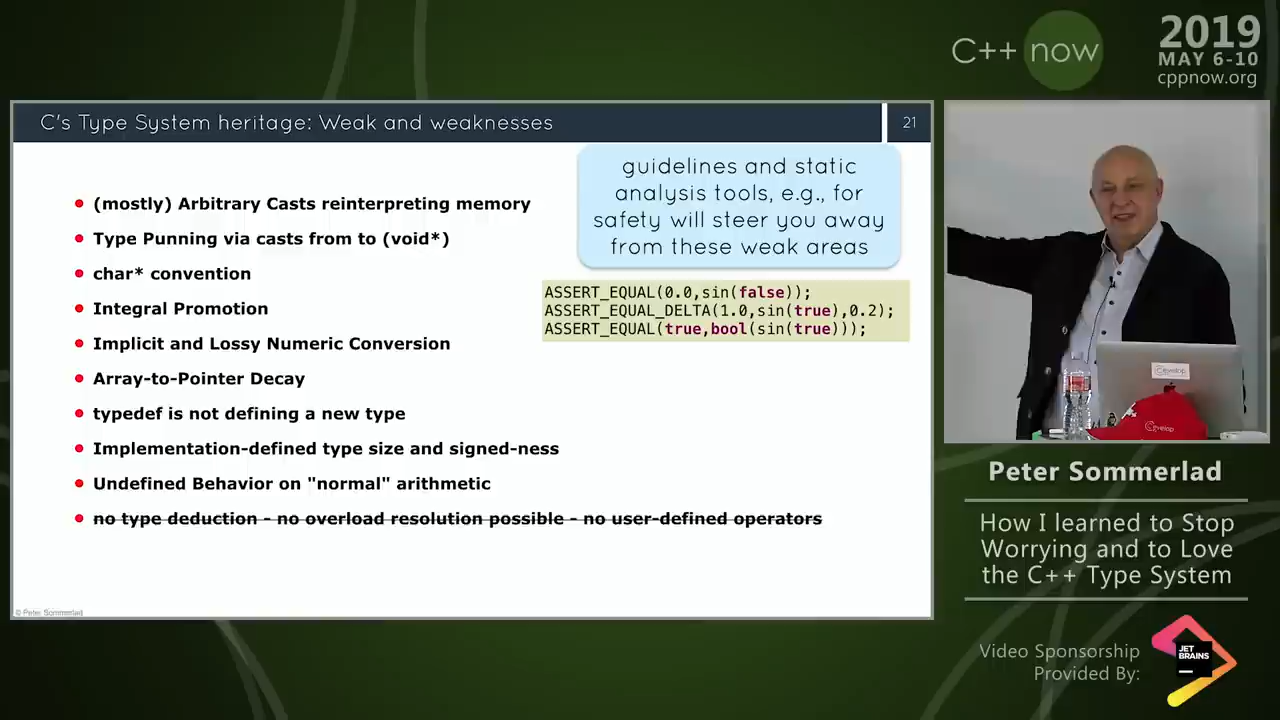 C++ now
2019
MAY 6-10
cppnow.org
C's Type System heritage: Weak and weaknesses
21
guidelines and static
analysis tools, e.g., for
safety will steer you away
from these weak areas
(mostly) Arbitrary Casts reinterpreting memory
Type Punning via casts from to (void*)
char* convention
Integral Promotion
Implicit and Lossy Numeric Conversion
Array-to-Pointer Decay
typedef is not defining a new type
Implementation-defined type size and signed-ness
Undefined Behavior on "normal" arithmetic
no type deduction - no overload resolution possible - no user-defined operators
ASSERT_EQUAL(0.0,sin(false));
ASSERT_EQUAL_DELTA(1.0,sin(true),0.2);
ASSERT_EQUAL(true,bool(sin(true)));
© Peter Sommerlad
Peter Sommerlad
How I learned to Stop
Worrying and to Love
the C++ Type System
Video Sponsorship
Provided By:
JET
BRAINS